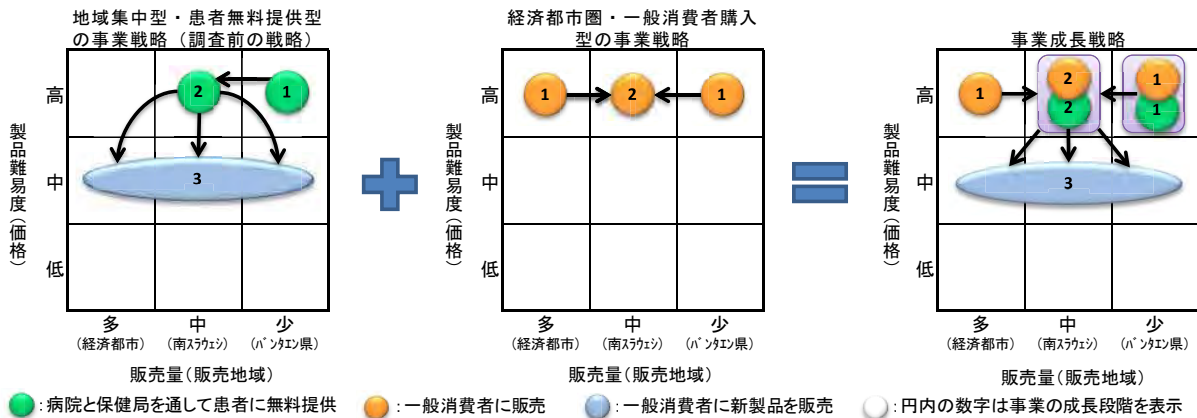 地域集中型・患者無料提供型
の事業戦略（調査前の戦略）
製品難易度（価格）
高
中
低
2
1
3
多
中
少
(経済都市)
(南ｽﾗｳｪｼ)
(ﾊﾞﾝﾀｴﾝ県)
販売量(販売地域)
経済都市圏・一般消費者購入
型の事業戦略
製品難易度（価格）
高
中
低
1
2
1
多
中
少
(経済都市)
(南ｽﾗｳｪｼ)
(ﾊﾞﾝﾀｴﾝ県)
販売量(販売地域)
事業成長戦略
製品難易度（価格）
高
中
低
1
2
2
1
1
3
多
中
少
(経済都市)
(南ｽﾗｳｪｼ)
(ﾊﾞﾝﾀｴﾝ県)
販売量(販売地域)
：病院と保健局を通して患者に無料提供
：一般消費者に販売
：一般消費者に新製品を販売
：円内の数字は事業の成長段階を表示